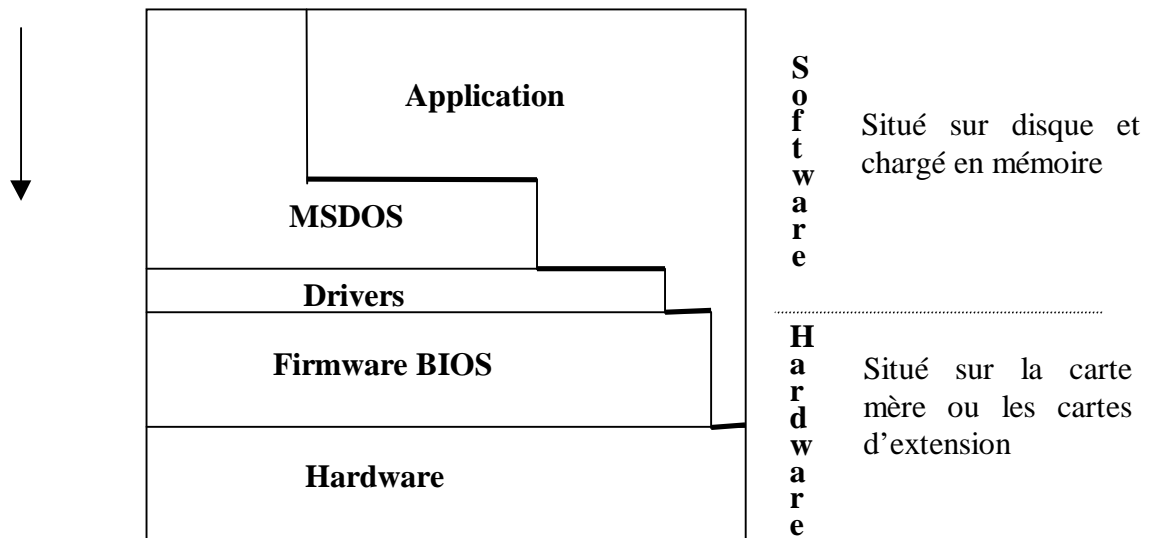 Application
MSDOS
Drivers
Firmware BIOS
Hardware
Software
Situé sur disque et
chargé en mémoire
Hardware
Situé sur la carte
mère ou les cartes
d’extension